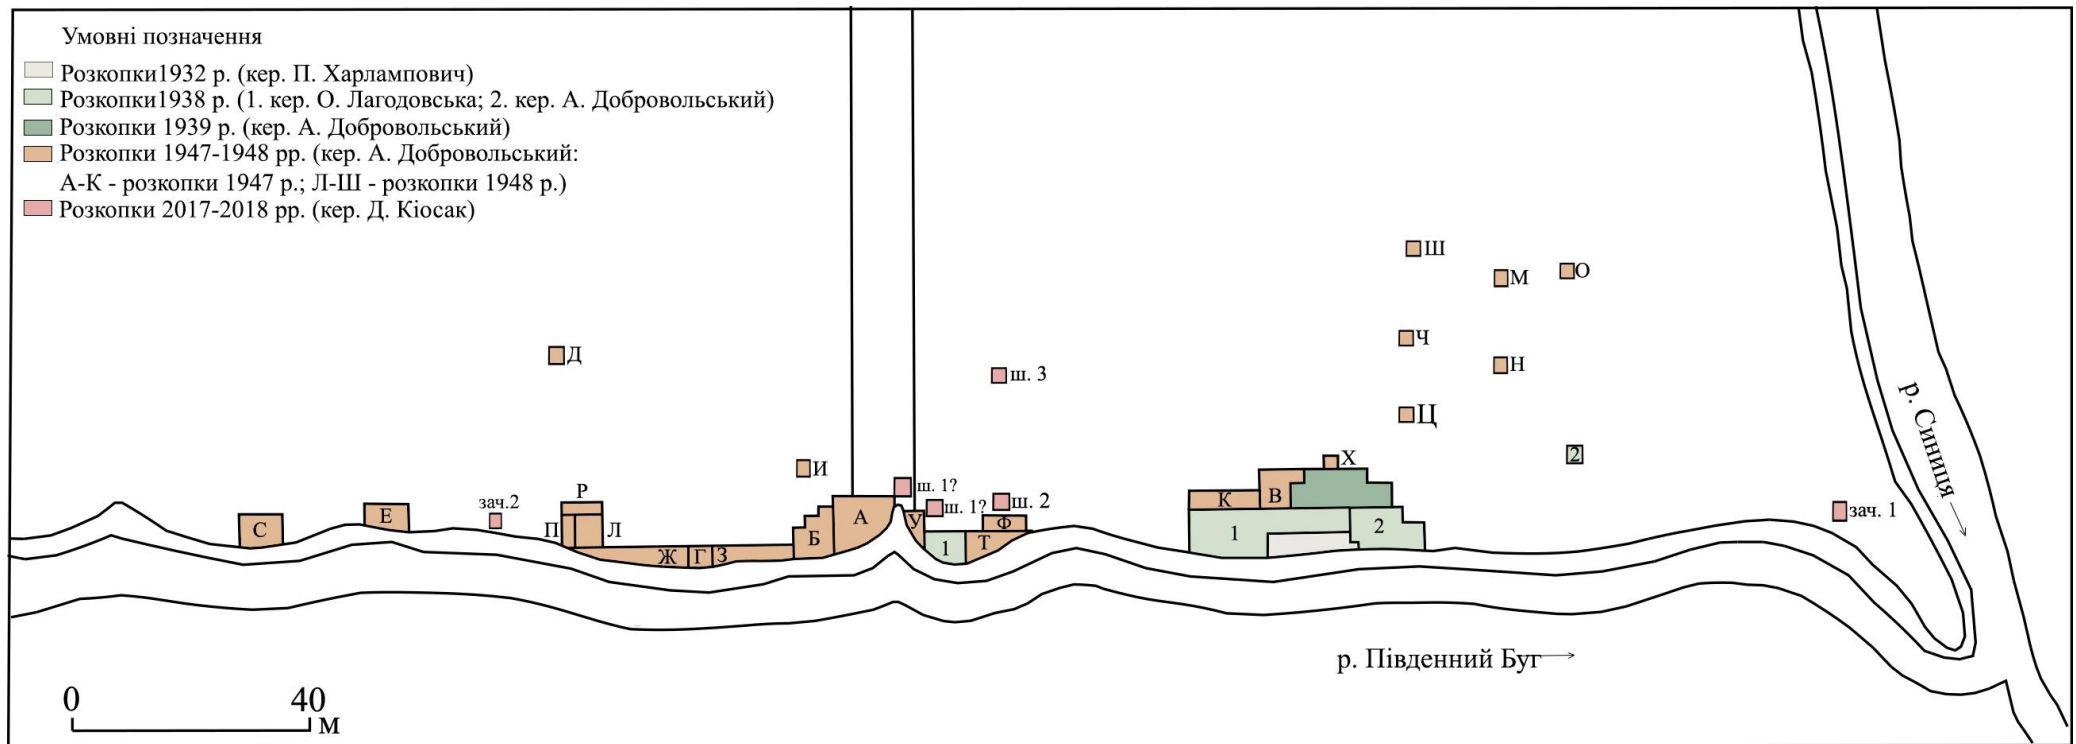 Умовні позначення
Розкопки1932 р. (кер. П. Харлампович)
Розкопки1938 р. (1. кер. О. Лагодовська; 2. кер. А. Добровольський)
Розкопки 1939 р. (кер. А. Добровольський)
Розкопки 1947-1948 рр. (кер. А. Добровольський:
А-К - розкопки 1947 р.; Л-Ш - розкопки 1948 р.)
Розкопки 2017-2018 рр. (кер. Д. Кіосак)
Ш
М
О
Ч
Н
Д
ш. 3
Ц
р. Синиця
2
Х
И
ш. 1?
Р
зач.2
К
В
ш. 1?
ш. 2
зач. 1
С
Е
П
Л
Б
А
У
Ф
1
Т
1
2
Ж
Г
З
р. Південний Буг
0
40
м